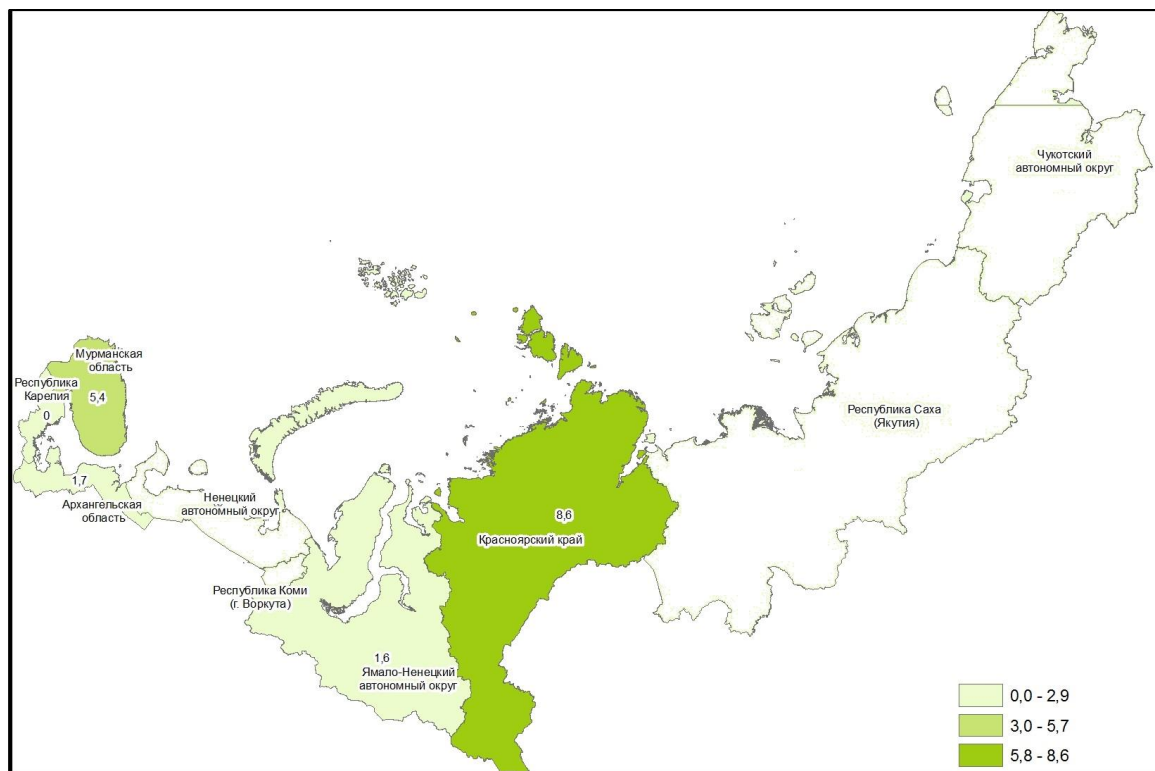 Чукотский
автономный округ
Мурманская
область
5,4
Республика
Карелия
0
Республика Саха
(Якутия)
1,7
Архангельская
область
Ненецкий
автономный округ
8,6
Красноярский край
Республика Коми
(г. Воркута)
1,6
Ямало-Ненецкий
автономный округ
0,0 - 2,9
3,0 - 5,7
5,8 - 8,6